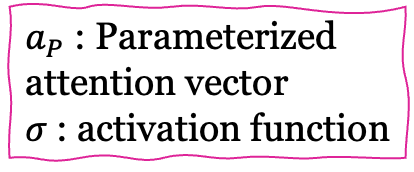 a_P : Parameterized
attention vector
σ : activation function